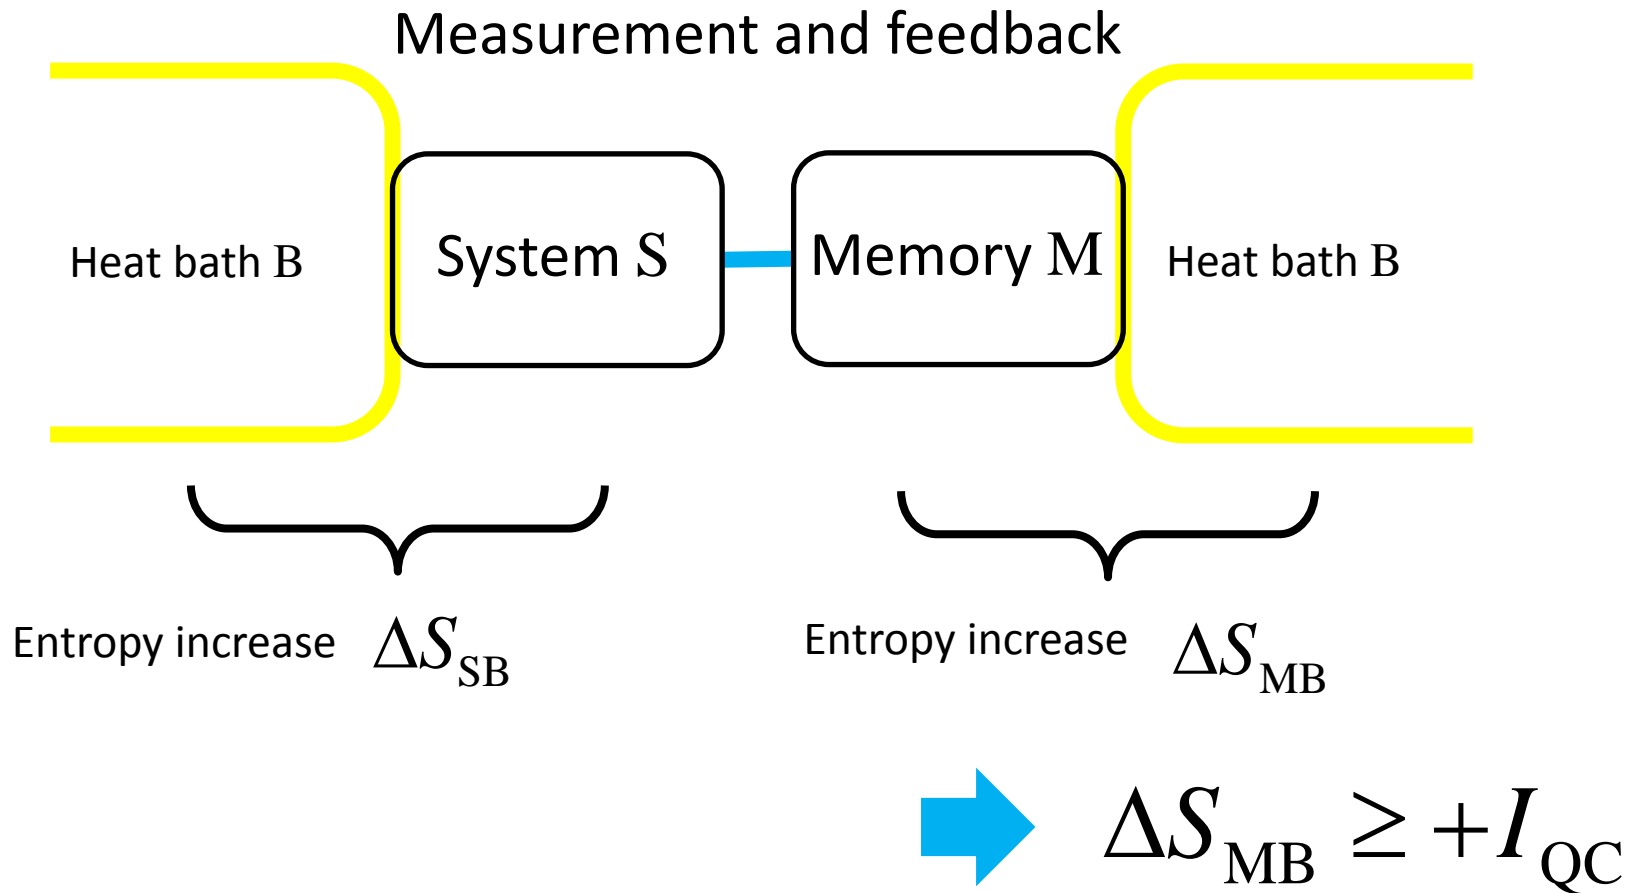 Measurement and feedback
Heat bath B
System S
Memory M
Heat bath B
Entropy increase ΔS_SB
Entropy increase ΔS_MB
ΔS_MB ≥ +I_QC